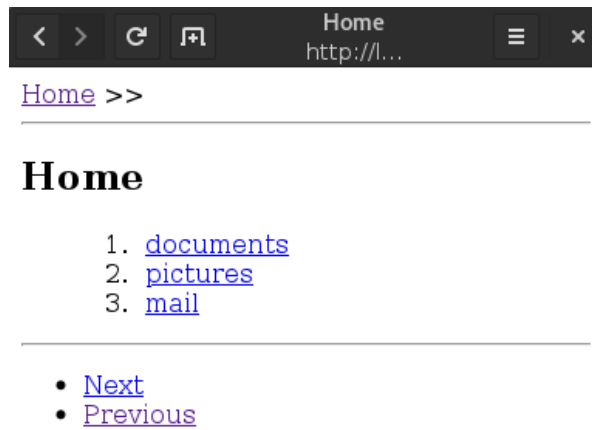 Home
http://l...
Home >>
Home
1. documents
2. pictures
3. mail
• Next
• Previous